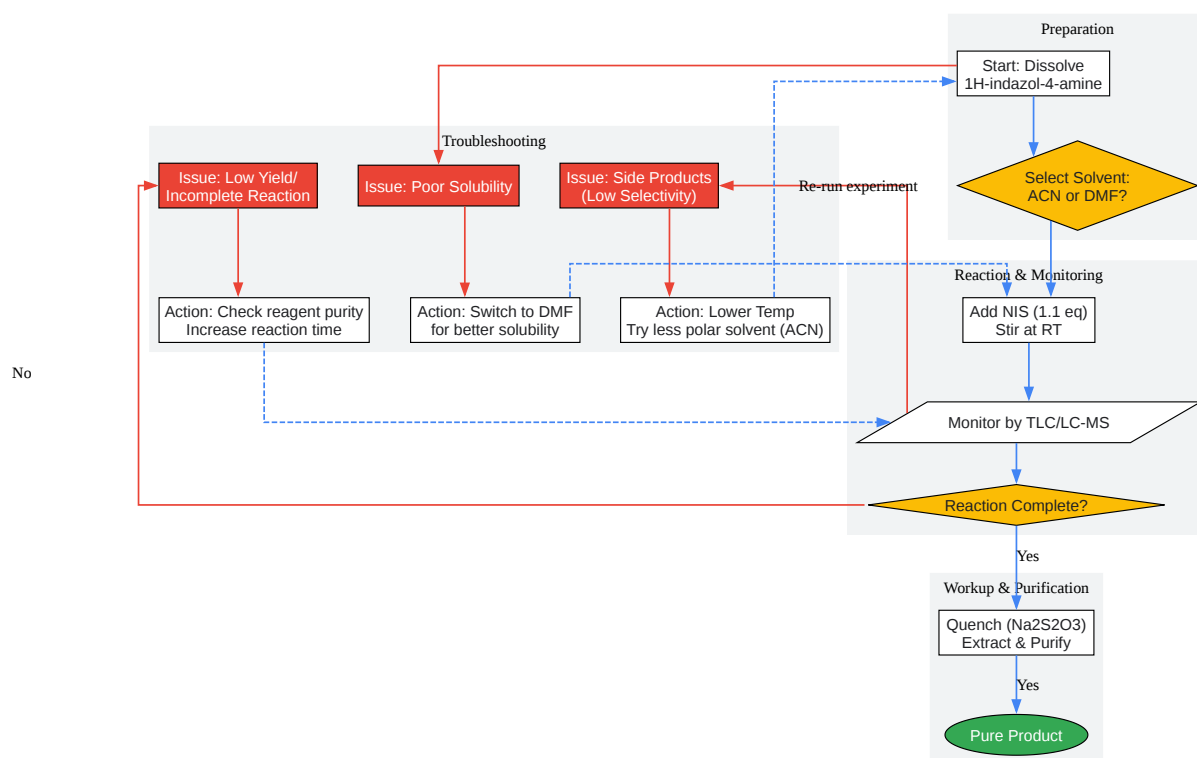 Preparation
Start: Dissolve
1H-indazol-4-amine
Select Solvent:
ACN or DMF?
Troubleshooting
Issue: Low Yield/
Incomplete Reaction
Issue: Poor Solubility
Issue: Side Products
(Low Selectivity)
Re-run experiment
Action: Check reagent purity
Increase reaction time
Action: Switch to DMF
for better solubility
Action: Lower Temp
Try less polar solvent (ACN)
Reaction & Monitoring
Add NIS (1.1 eq)
Stir at RT
No
Monitor by TLC/LC-MS
Reaction Complete?
Yes
Workup & Purification
Quench (Na2S2O3)
Extract & Purify
Yes
Pure Product